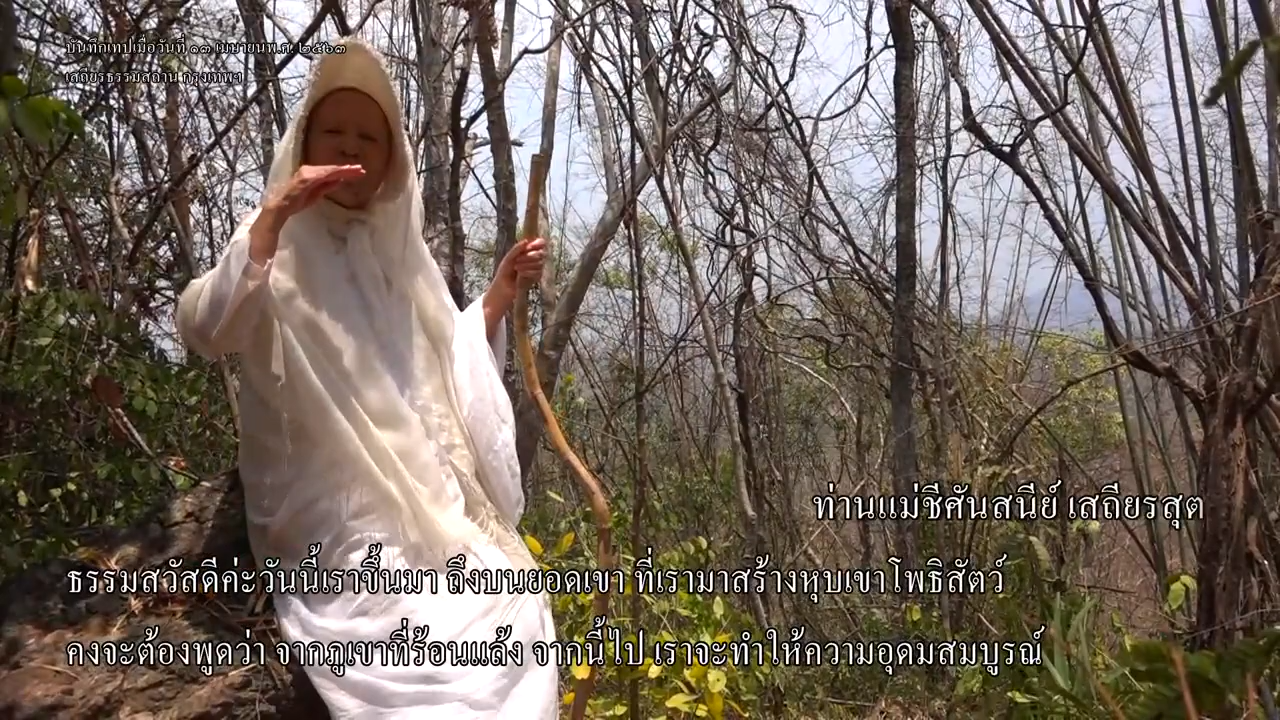 บันทึกเทปเมื่อวันที่ ๑๓ เมษายนพ.ศ. ๒๕๖๓
เสถียรธรรมสถาน กรุงเทพฯ
ท่านแม่ชีศันสนีย์ เสถียรสุต
ธรรมสวัสดีค่ะวันนี้เราขึ้นมา ถึงบนยอดเขา ที่เรามาสร้างหุบเขาโพธิสัตว์
คงจะต้องพูดว่า จากภูเขาที่ร้อนแล้ง จากนี้ไป เราจะทำให้ความอุดมสมบูรณ์